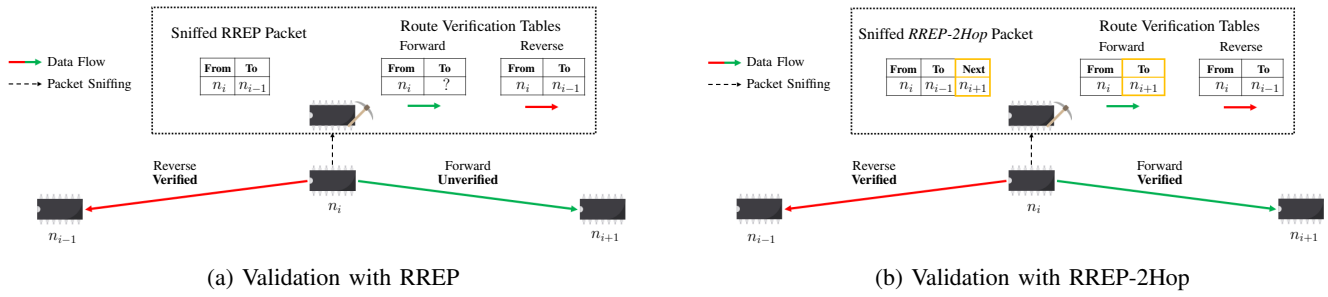 Sniffed RREP Packet
Route Verification Tables
Forward
Reverse
Data Flow
Packet Sniffing
From To
n_i n_{i-1}
From To
n_i ?
From To
n_i n_{i-1}
Reverse
Verified
Forward
Unverified
n_{i-1}
n_i
n_{i+1}
(a) Validation with RREP
Sniffed RREP-2Hop Packet
Route Verification Tables
Forward
Reverse
Data Flow
Packet Sniffing
From To Next
n_i n_{i-1} n_{i+1}
From To
n_i n_{i+1}
From To
n_i n_{i-1}
Reverse
Verified
Forward
Verified
n_{i-1}
n_i
n_{i+1}
(b) Validation with RREP-2Hop